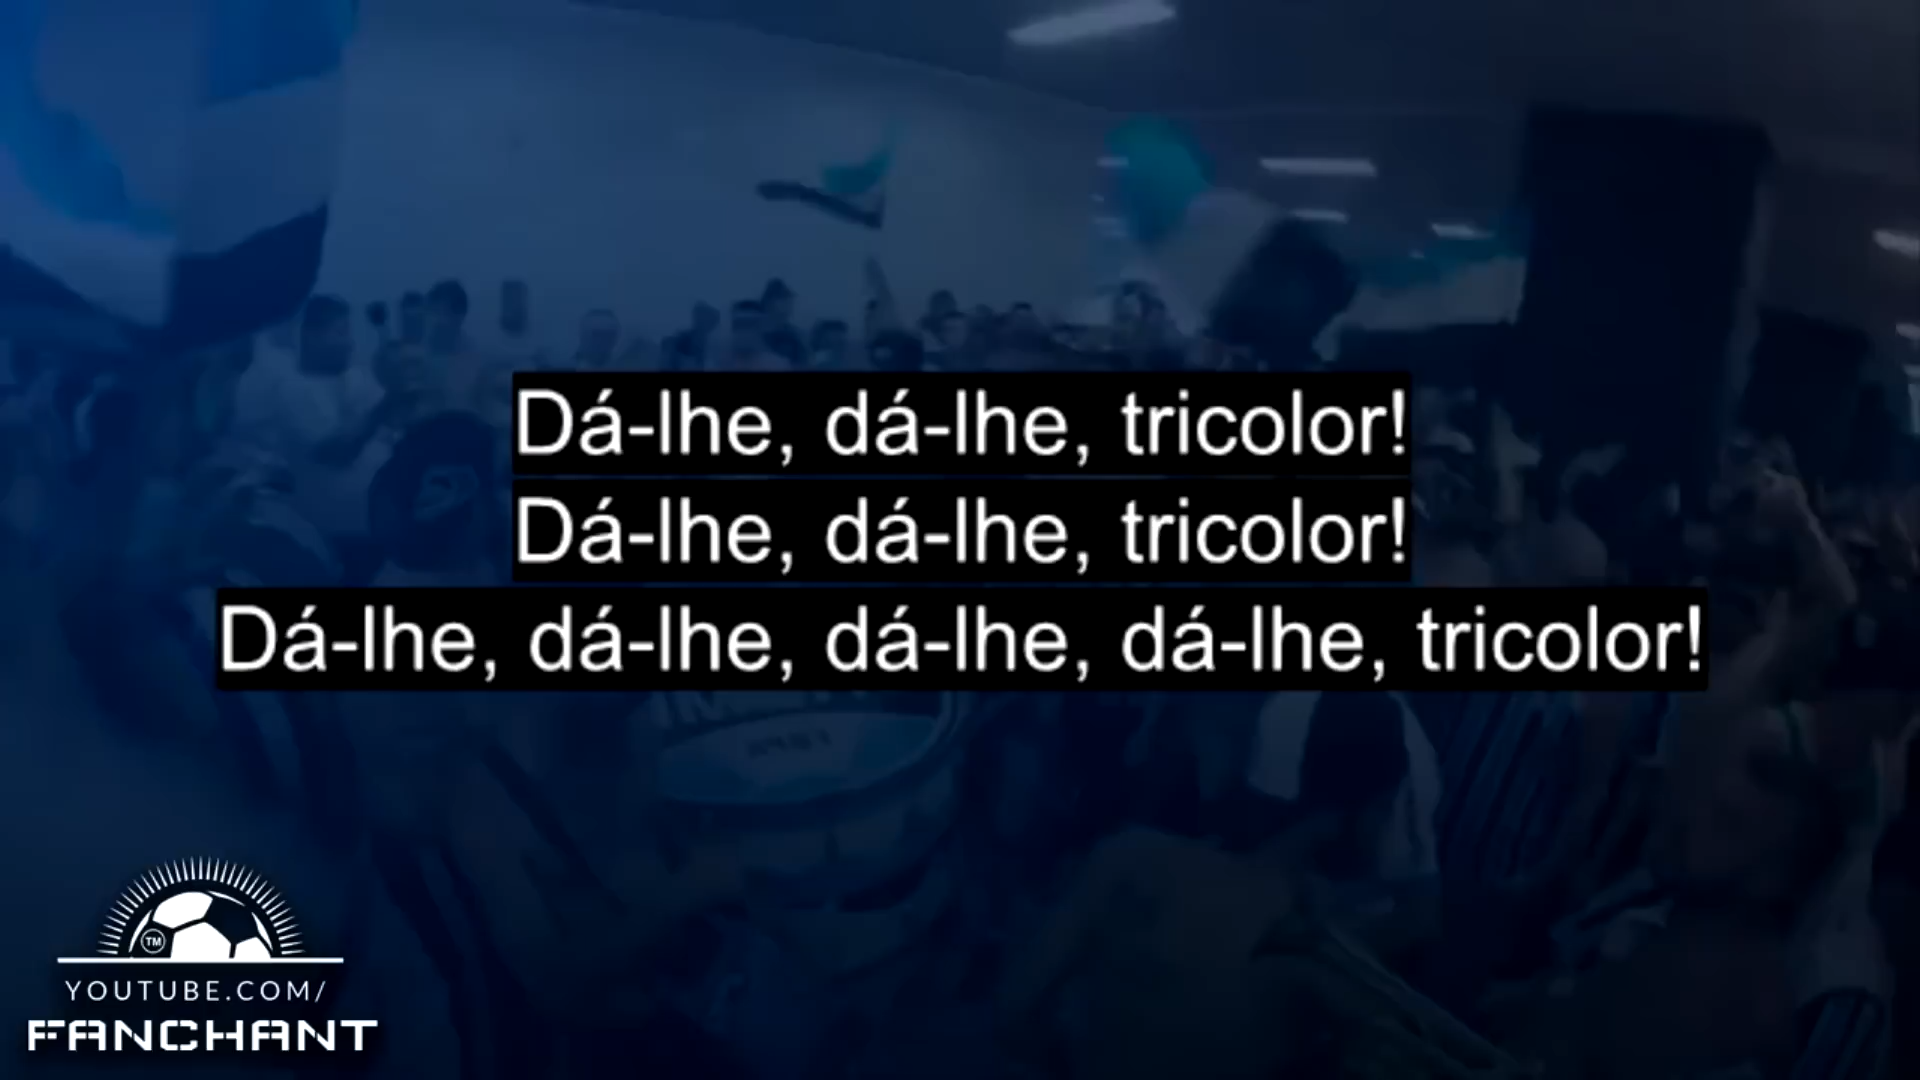 Dá-lhe, dá-lhe, tricolor!
Dá-lhe, dá-lhe, tricolor!
Dá-lhe, dá-lhe, dá-lhe, dá-lhe, tricolor!
TM
YOUTUBE.COM/
FANCHANT